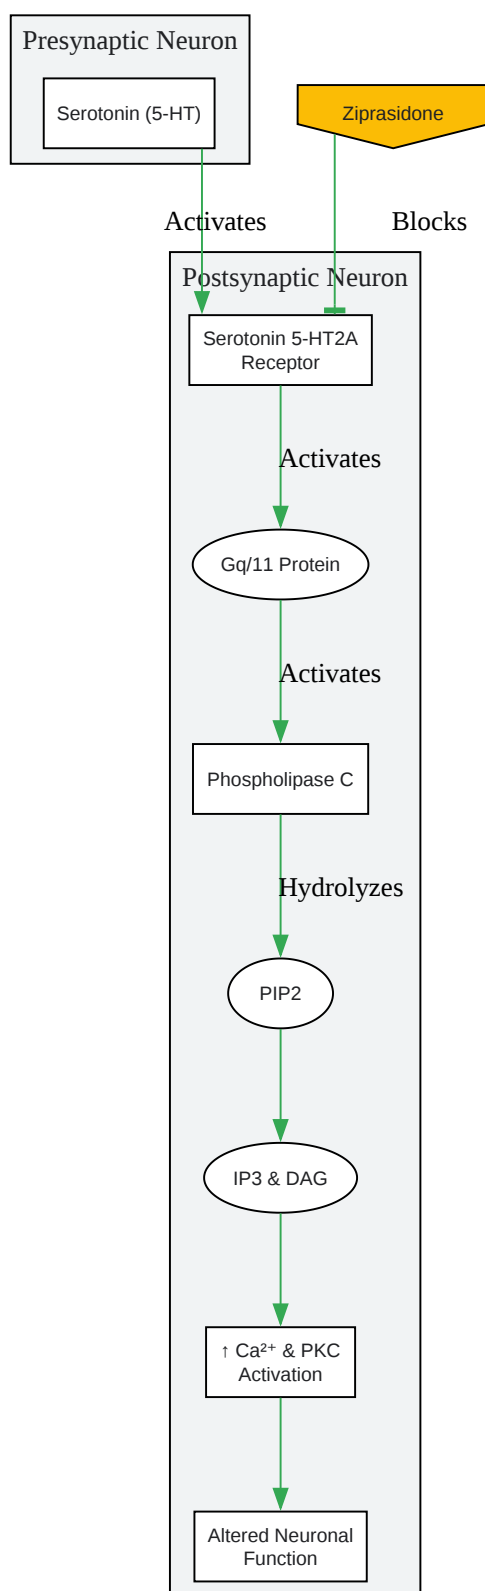 Presynaptic Neuron
Serotonin (5-HT)
Ziprasidone
Activates
Blocks
Postsynaptic Neuron
Serotonin 5-HT2A
Receptor
Activates
Gq/11 Protein
Activates
Phospholipase C
Hydrolyzes
PIP2
IP3 & DAG
↑ Ca²⁺ & PKC
Activation
Altered Neuronal
Function